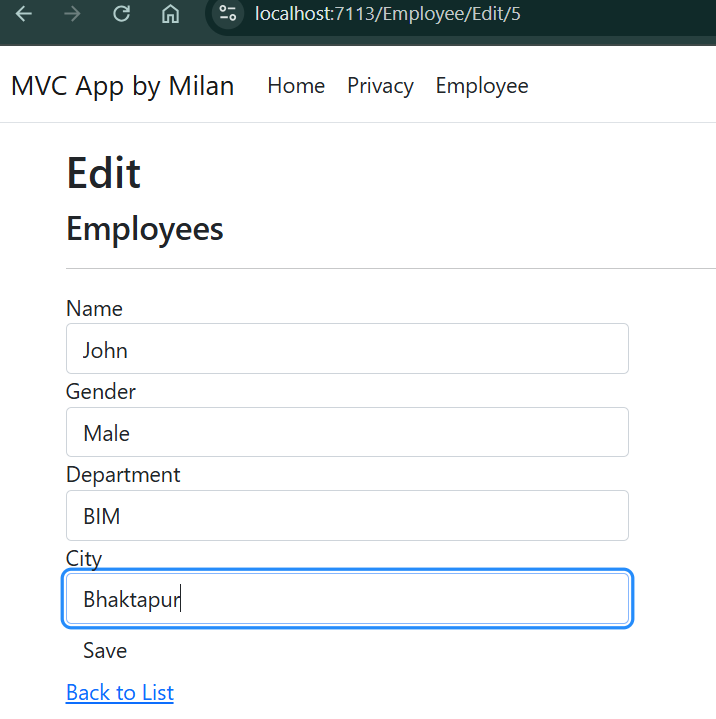 localhost:7113/Employee/Edit/5
MVC App by Milan Home Privacy Employee
Edit
Employees
Name
John
Gender
Male
Department
BIM
City
Bhaktapur
Save
Back to List